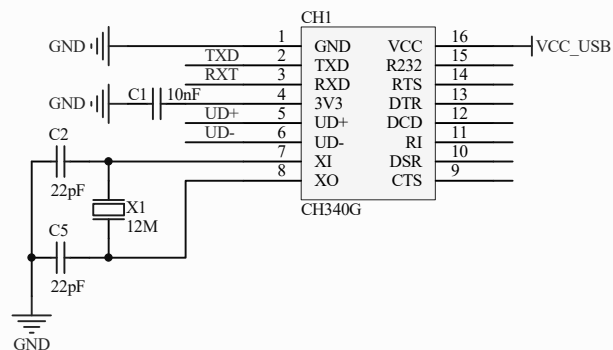 CH1
GND
1
GND
VCC
16
VCC_USB
TXD
2
TXD
R232
15
RXT
3
RXD
RTS
14
GND
C1
10nF
4
3V3
DTR
13
UD+
5
UD+
DCD
12
UD-
6
UD-
RI
11
C2
7
XI
DSR
10
22pF
8
XO
CTS
9
X1
12M
CH340G
C5
22pF
GND